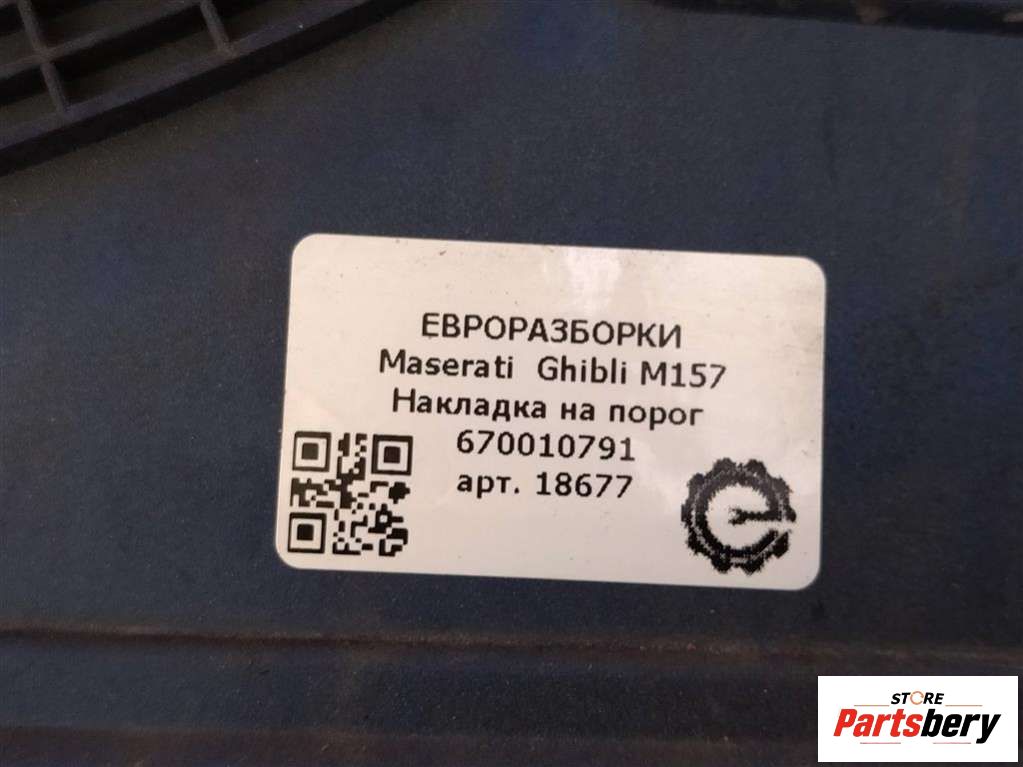 ЕВРОРАЗБОРКИ
Maserati Ghibli M157
Накладка на порог
670010791
арт. 18677
STORE
Partsbery